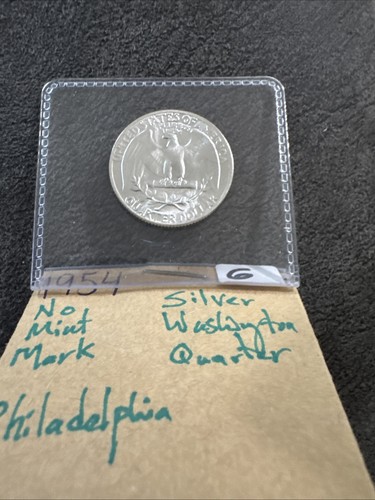 UNITED STATES OF AMERICA
QUARTER DOLLAR
1954
6
No Silver
Mint Washington
Mark Quarter
Philadelphia